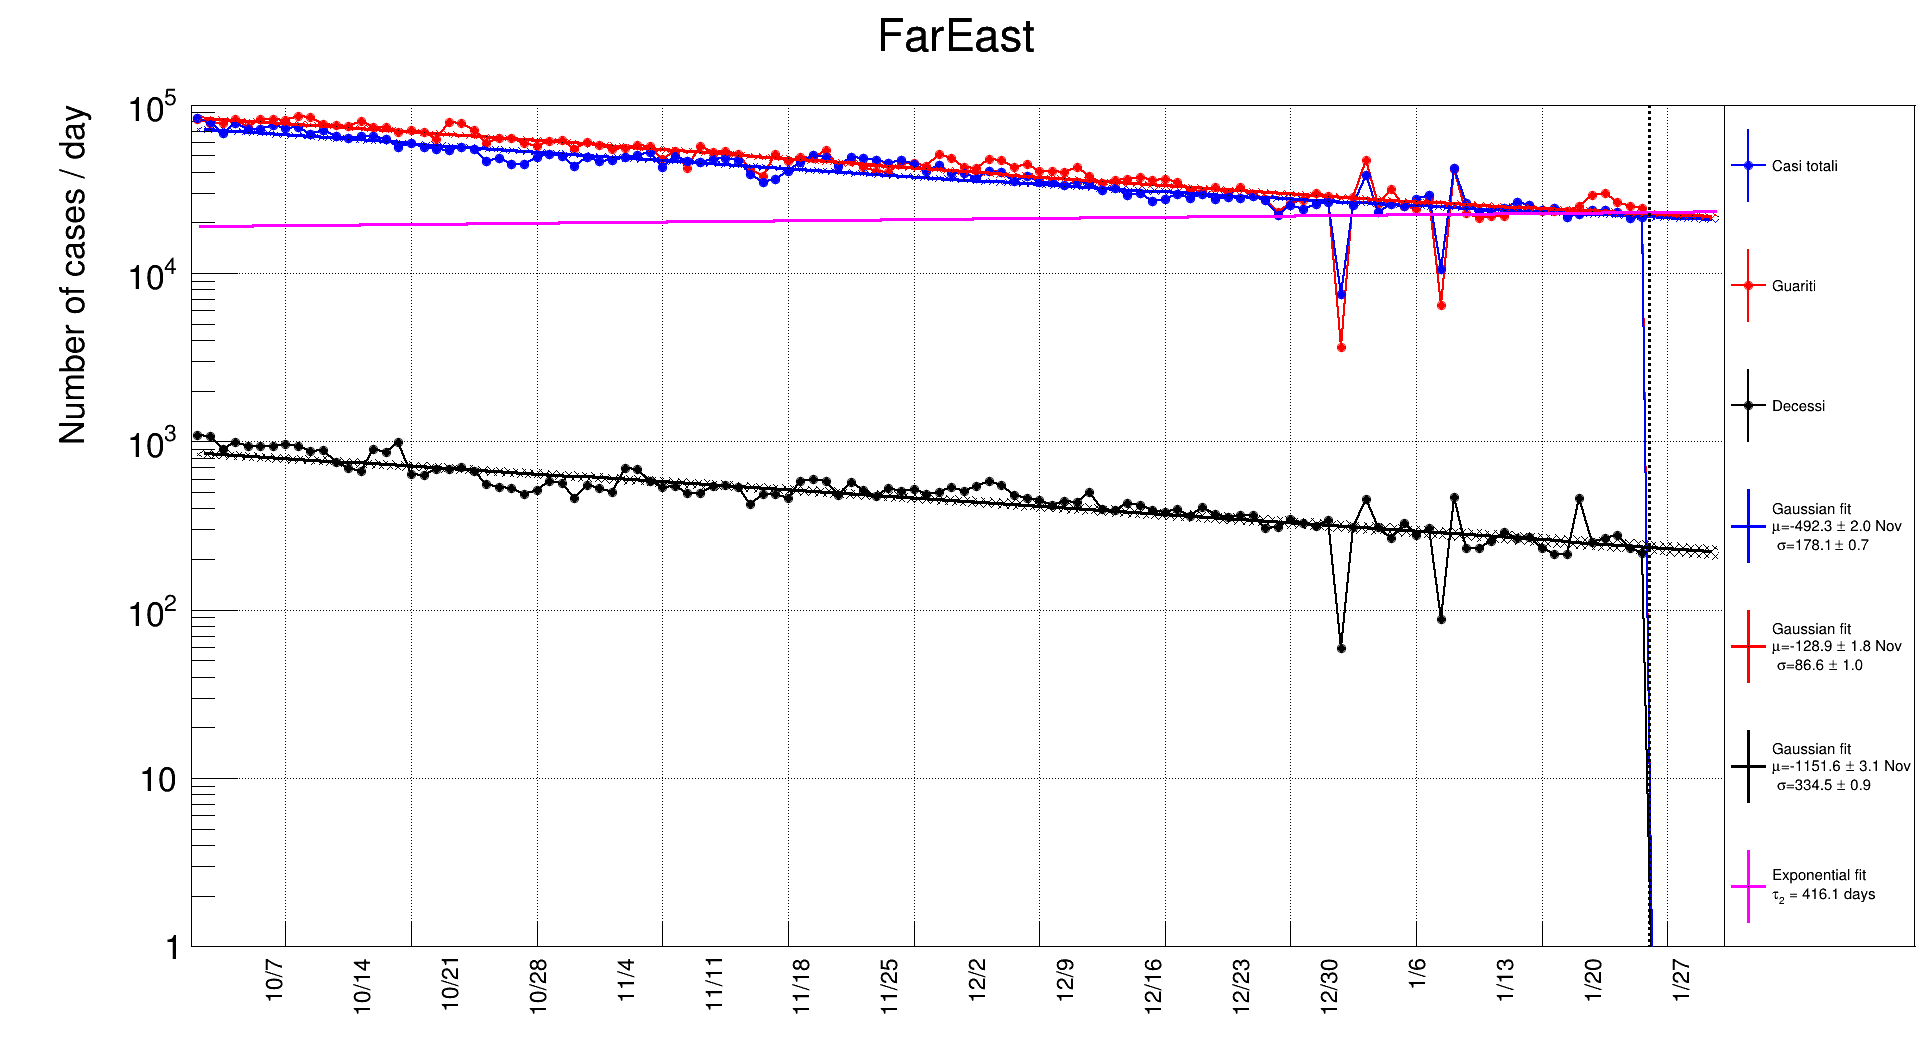 FarEast
Number of cases / day
10^5
10^4
10^3
10^2
10
1
10/7
10/14
10/21
10/28
11/4
11/11
11/18
11/25
12/2
12/9
12/16
12/23
12/30
1/6
1/13
1/20
1/27
Casi totali
Guariti
Decessi
Gaussian fit
μ=-492.3 ± 2.0 Nov
σ=178.1 ± 0.7
Gaussian fit
μ=-128.9 ± 1.8 Nov
σ=86.6 ± 1.0
Gaussian fit
μ=-1151.6 ± 3.1 Nov
σ=334.5 ± 0.9
Exponential fit
τ₂ = 416.1 days